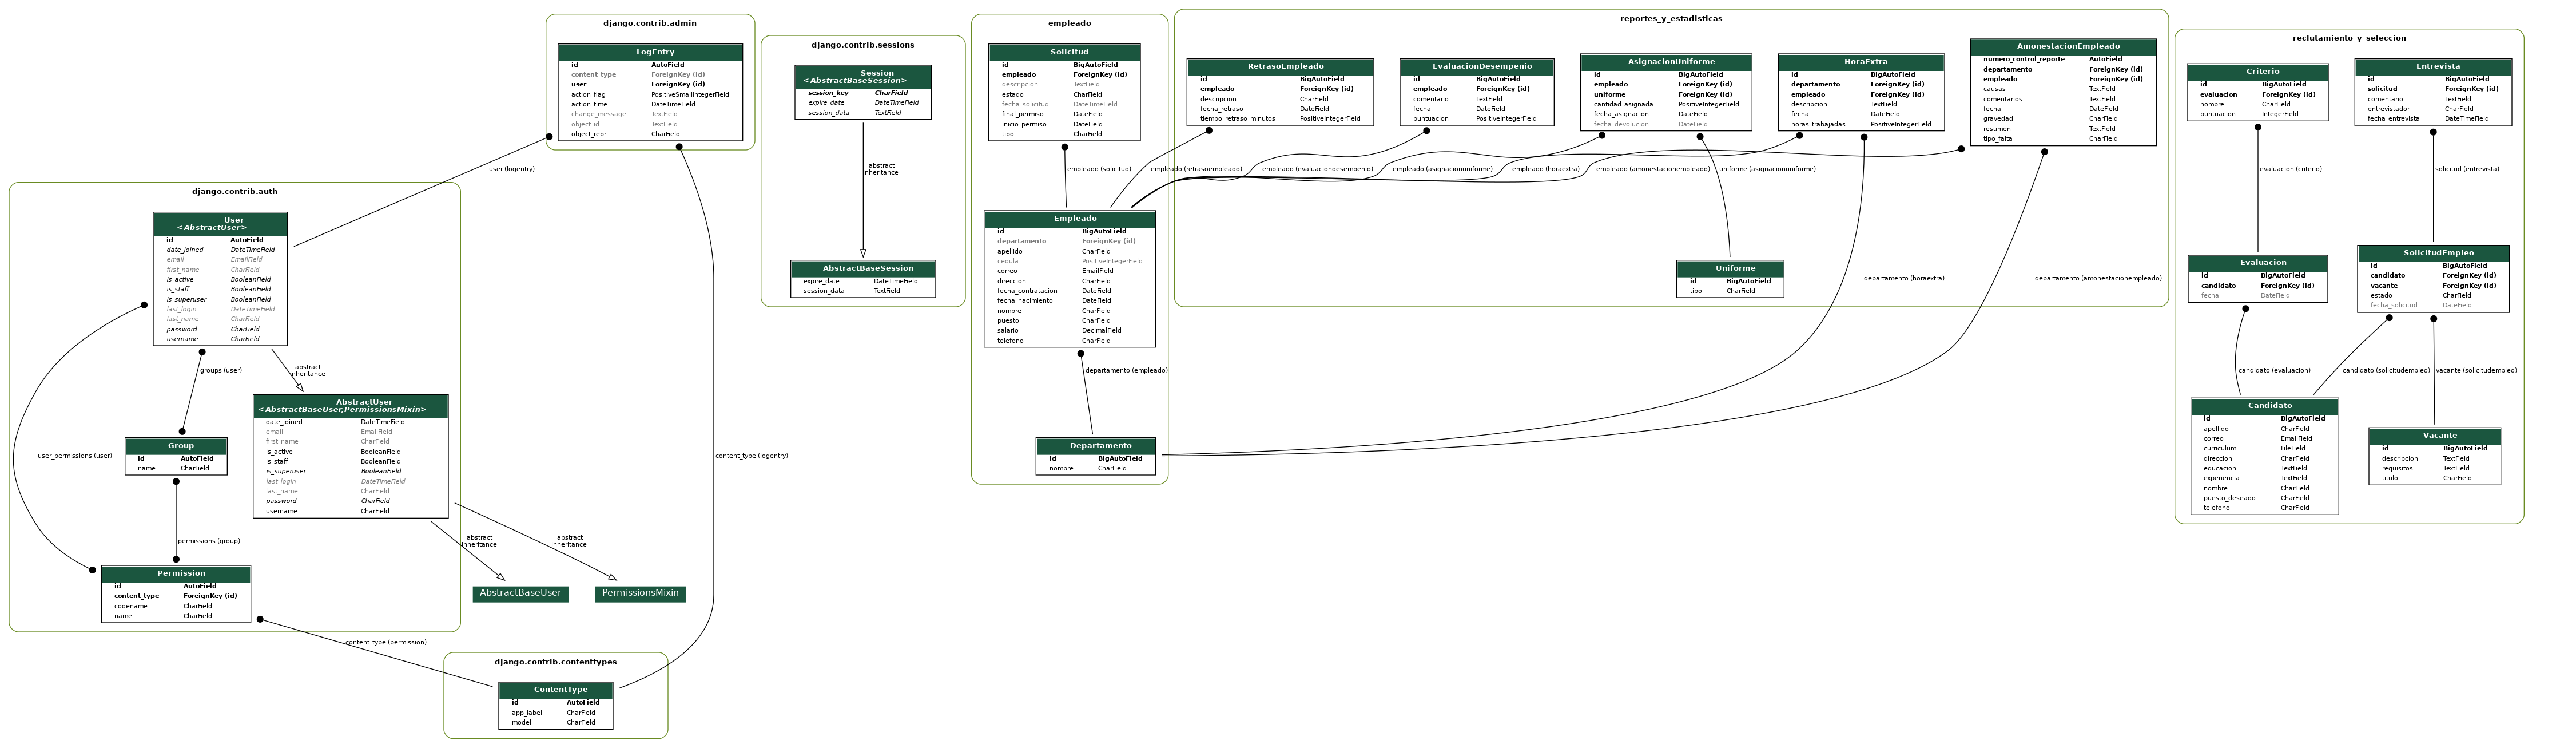 django.contrib.admin
LogEntry
id AutoField
content_type ForeignKey (id)
user ForeignKey (id)
action_flag PositiveSmallIntegerField
action_time DateTimeField
change_message TextField
object_id TextField
object_repr CharField
django.contrib.sessions
Session
<AbstractBaseSession>
session_key CharField
expire_date DateTimeField
session_data TextField
abstract
inheritance
AbstractBaseSession
expire_date DateTimeField
session_data TextField
empleado
Solicitud
id BigAutoField
empleado ForeignKey (id)
descripcion TextField
estado CharField
fecha_solicitud DateTimeField
final_permiso DateField
inicio_permiso DateField
tipo CharField
empleado (solicitud)
Empleado
id BigAutoField
departamento ForeignKey (id)
apellido CharField
cedula PositiveIntegerField
correo EmailField
direccion CharField
fecha_contratacion DateField
fecha_nacimiento DateField
nombre CharField
puesto CharField
salario DecimalField
telefono CharField
departamento (empleado)
Departamento
id BigAutoField
nombre CharField
reportes_y_estadisticas
RetrasoEmpleado
id BigAutoField
empleado ForeignKey (id)
descripcion CharField
fecha_retraso DateField
tiempo_retraso_minutos PositiveIntegerField
EvaluacionDesempenio
id BigAutoField
empleado ForeignKey (id)
comentario TextField
fecha DateField
puntuacion PositiveIntegerField
AsignacionUniforme
id BigAutoField
empleado ForeignKey (id)
uniforme ForeignKey (id)
cantidad_asignada PositiveIntegerField
fecha_asignacion DateField
fecha_devolucion DateField
HoraExtra
id BigAutoField
departamento ForeignKey (id)
empleado ForeignKey (id)
descripcion TextField
fecha DateField
horas_trabajadas PositiveIntegerField
AmonestacionEmpleado
numero_control_reporte AutoField
departamento ForeignKey (id)
empleado ForeignKey (id)
causas TextField
comentarios TextField
fecha DateField
gravedad CharField
resumen TextField
tipo_falta CharField
empleado (retrasoempleado)
empleado (evaluaciondesempenio)
empleado (asignacionuniforme)
empleado (horaextra)
empleado (amonestacionempleado)
uniforme (asignacionuniforme)
Uniforme
id BigAutoField
tipo CharField
departamento (horaextra)
departamento (amonestacionempleado)
reclutamiento_y_seleccion
Criterio
id BigAutoField
evaluacion ForeignKey (id)
nombre CharField
puntuacion IntegerField
Entrevista
id BigAutoField
solicitud ForeignKey (id)
comentario TextField
entrevistador CharField
fecha_entrevista DateTimeField
evaluacion (criterio)
solicitud (entrevista)
Evaluacion
id BigAutoField
candidato ForeignKey (id)
fecha DateField
SolicitudEmpleo
id BigAutoField
candidato ForeignKey (id)
vacante ForeignKey (id)
estado CharField
fecha_solicitud DateField
candidato (evaluacion)
candidato (solicitudempleo)
vacante (solicitudempleo)
Candidato
id BigAutoField
apellido CharField
correo EmailField
curriculum FileField
direccion CharField
educacion TextField
experiencia TextField
nombre CharField
puesto_deseado CharField
telefono CharField
Vacante
id BigAutoField
descripcion TextField
requisitos TextField
titulo CharField
user (logentry)
django.contrib.auth
User
<AbstractUser>
id AutoField
date_joined DateTimeField
email EmailField
first_name CharField
is_active BooleanField
is_staff BooleanField
is_superuser BooleanField
last_login DateTimeField
last_name CharField
password CharField
username CharField
groups (user)
abstract
inheritance
AbstractUser
<AbstractBaseUser,PermissionsMixin>
date_joined DateTimeField
email EmailField
first_name CharField
is_active BooleanField
is_staff BooleanField
is_superuser BooleanField
last_login DateTimeField
last_name CharField
password CharField
username CharField
user_permissions (user)
Group
id AutoField
name CharField
permissions (group)
abstract
inheritance
abstract
inheritance
Permission
id AutoField
content_type ForeignKey (id)
codename CharField
name CharField
AbstractBaseUser
PermissionsMixin
content_type (logentry)
content_type (permission)
django.contrib.contenttypes
ContentType
id AutoField
app_label CharField
model CharField